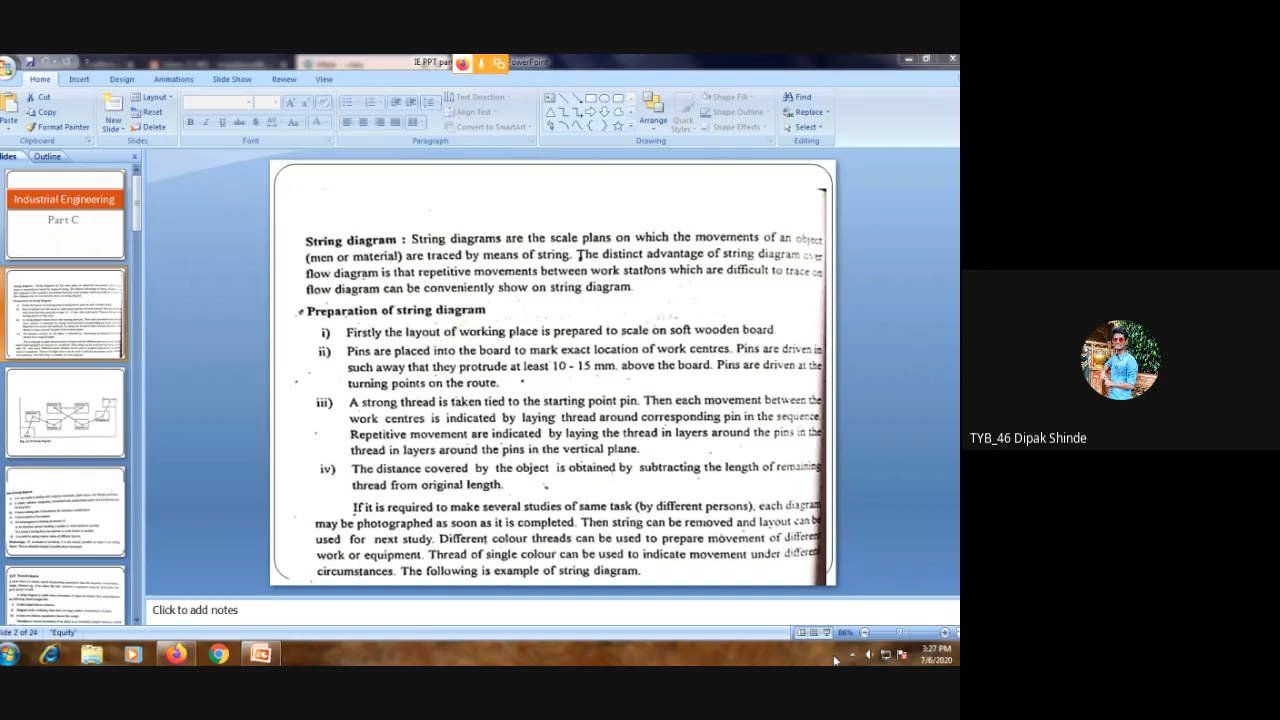 IE PPT par
PowerPoint
Home Insert Design Animations Slide Show Review View
Cut
Copy
Format Painter
Paste
Clipboard
New
Slide
Layout
Reset
Delete
Slides
Font
Paragraph
Text Direction
Align Text
Convert to SmartArt
Arrange
Quick
Styles
Shape Fill
Shape Outline
Shape Effects
Drawing
Find
Replace
Select
Editing
lides Outline
Industrial Engineering
Part C
String diagram : String diagrams are the scale plans on which the movements of an object
(men or material) are traced by means of string. The distinct advantage of string diagram over
flow diagram is that repetitive movements between work stations which are difficult to trace on
flow diagram can be conveniently show on string diagram.
Preparation of string diagram
i) Firstly the layout of working place is prepared to scale on soft wooden board.
ii) Pins are placed into the board to mark exact location of work centres. Pins are driven in
such away that they protrude at least 10 - 15 mm. above the board. Pins are driven at the
turning points on the route.
iii) A strong thread is taken tied to the starting point pin. Then each movement between the
work centres is indicated by laying thread around corresponding pin in the sequence.
Repetitive movement are indicated by laying the thread in layers around the pins in the
thread in layers around the pins in the vertical plane.
iv) The distance covered by the object is obtained by subtracting the length of remaining
thread from original length.
If it is required to make several studies of same task (by different persons), each diagram
may be photographed as soon as it is completed. Then string can be removed and layout can be
used for next study. Different colour threads can be used to prepare movement of different
work or equipment. Thread of single colour can be used to indicate movement under different
circumstances. The following is example of string diagram.
Click to add notes
lide 2 of 24 "Equity"
86%
3:27 PM
7/6/2020
TYB_46 Dipak Shinde